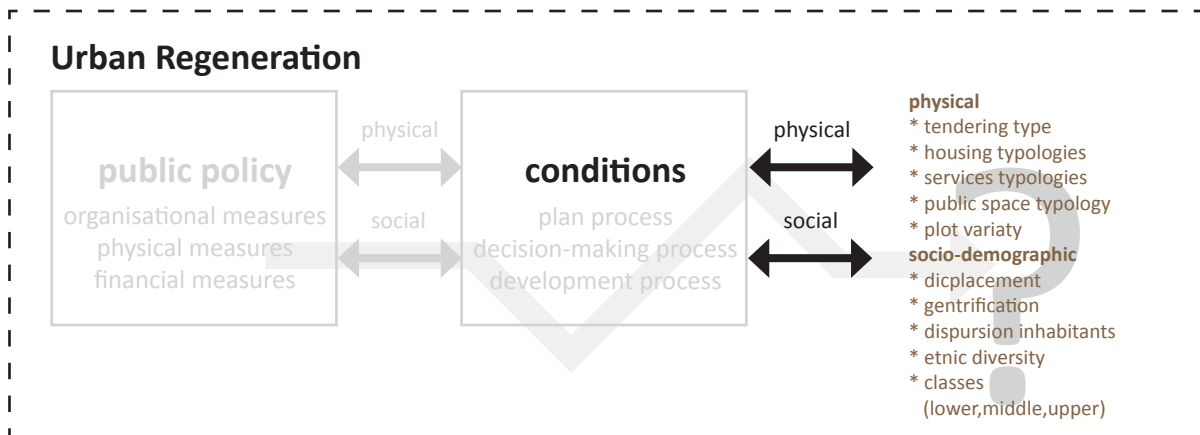 Urban Regeneration
public policy
organisational measures
physical measures
financial measures
physical
social
conditions
plan process
decision-making process
development process
physical
social
physical
* tendering type
* housing typologies
* services typologies
* public space typology
* plot variaty
socio-demographic
* dicplacement
* gentrification
* dispursion inhabitants
* etnic diversity
* classes
(lower,middle,upper)
?